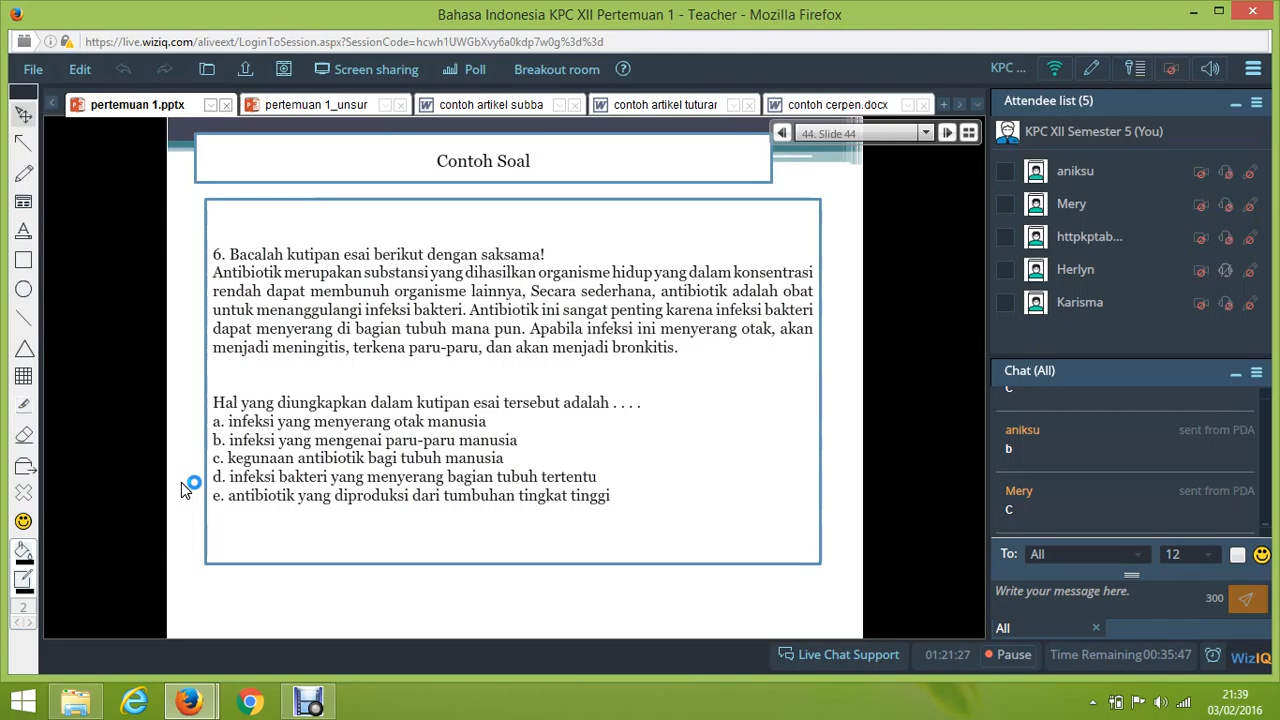 Bahasa Indonesia KPC XII Pertemuan 1 - Teacher - Mozilla Firefox
https://live.wiziq.com/aliveext/LoginToSession.aspx?SessionCode=hcwh1UWGbXvy6a0kdp7w0g%3d%3d
File Edit Screen sharing Poll Breakout room ? KPC ...
pertemuan 1.pptx pertemuan 1_unsur contoh artikel subba contoh artikel tuturar contoh cerpen.docx
44. Slide 44
Contoh Soal
6. Bacalah kutipan esai berikut dengan saksama!
Antibiotik merupakan substansi yang dihasilkan organisme hidup yang dalam konsentrasi
rendah dapat membunuh organisme lainnya, Secara sederhana, antibiotik adalah obat
untuk menanggulangi infeksi bakteri. Antibiotik ini sangat penting karena infeksi bakteri
dapat menyerang di bagian tubuh mana pun. Apabila infeksi ini menyerang otak, akan
menjadi meningitis, terkena paru-paru, dan akan menjadi bronkitis.
Hal yang diungkapkan dalam kutipan esai tersebut adalah . . . .
a. infeksi yang menyerang otak manusia
b. infeksi yang mengenai paru-paru manusia
c. kegunaan antibiotik bagi tubuh manusia
d. infeksi bakteri yang menyerang bagian tubuh tertentu
e. antibiotik yang diproduksi dari tumbuhan tingkat tinggi
2
Attendee list (5)
KPC XII Semester 5 (You)
aniksu
Mery
httpkptab...
Herlyn
Karisma
Chat (All)
C
aniksu sent from PDA
b
Mery sent from PDA
C
To: All 12
Write your message here.
300
All
Live Chat Support 01:21:27 Pause Time Remaining 00:35:47 WizIQ
21:39
03/02/2016